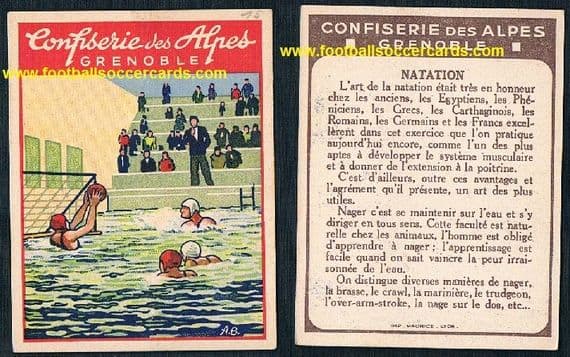 15
Confiserie des Alpes
GRENOBLE
www.footballsoccercards.com
A.B.
CONFISERIE DES ALPES
GRENOBLE
www.footballsoccercards.com
NATATION
L'art de la natation était très en honneur
chez les anciens, les Egyptiens, les Phé-
niciens, les Grecs, les Carthaginois, les
Romains, les Germains et les Francs excel-
lèrent dans cet exercice que l'on pratique
aujourd'hui encore, comme l'un des plus
aptes à développer le système musculaire
et à donner de l'extension à la poitrine.
C'est d'ailleurs, outre ces avantages et
l'agrément qu'il présente, un art des plus
utiles.
Nager c'est se maintenir sur l'eau et s'y
diriger en tous sens. Cette faculté est natu-
relle chez les animaux, l'homme est obligé
d'apprendre à nager ; l'apprentissage est
facile quand on sait vaincre la peur irrai-
sonnée de l'eau.
On distingue diverses manières de nager,
la brasse, le crawl, la marinière, le trudgeon,
l'over-arm-stroke, la nage sur le dos, etc...
IMP. MAURICE - LYON.